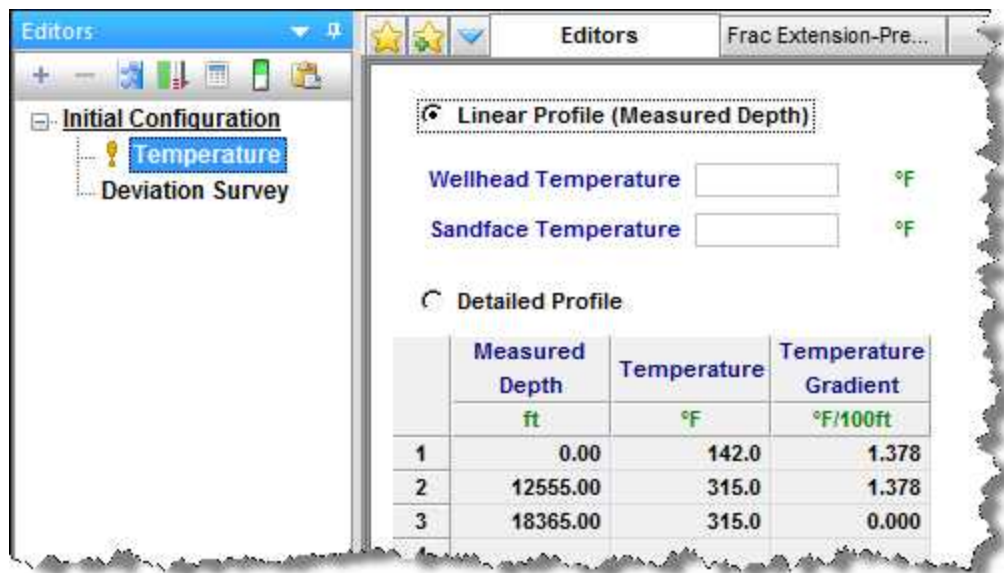 Editors
Editors
Frac Extension-Pre...
Initial Configuration
Temperature
Deviation Survey
Linear Profile (Measured Depth)
Wellhead Temperature °F
Sandface Temperature °F
Detailed Profile
Measured Depth Temperature Temperature Gradient
ft °F °F/100ft
1 0.00 142.0 1.378
2 12555.00 315.0 1.378
3 18365.00 315.0 0.000